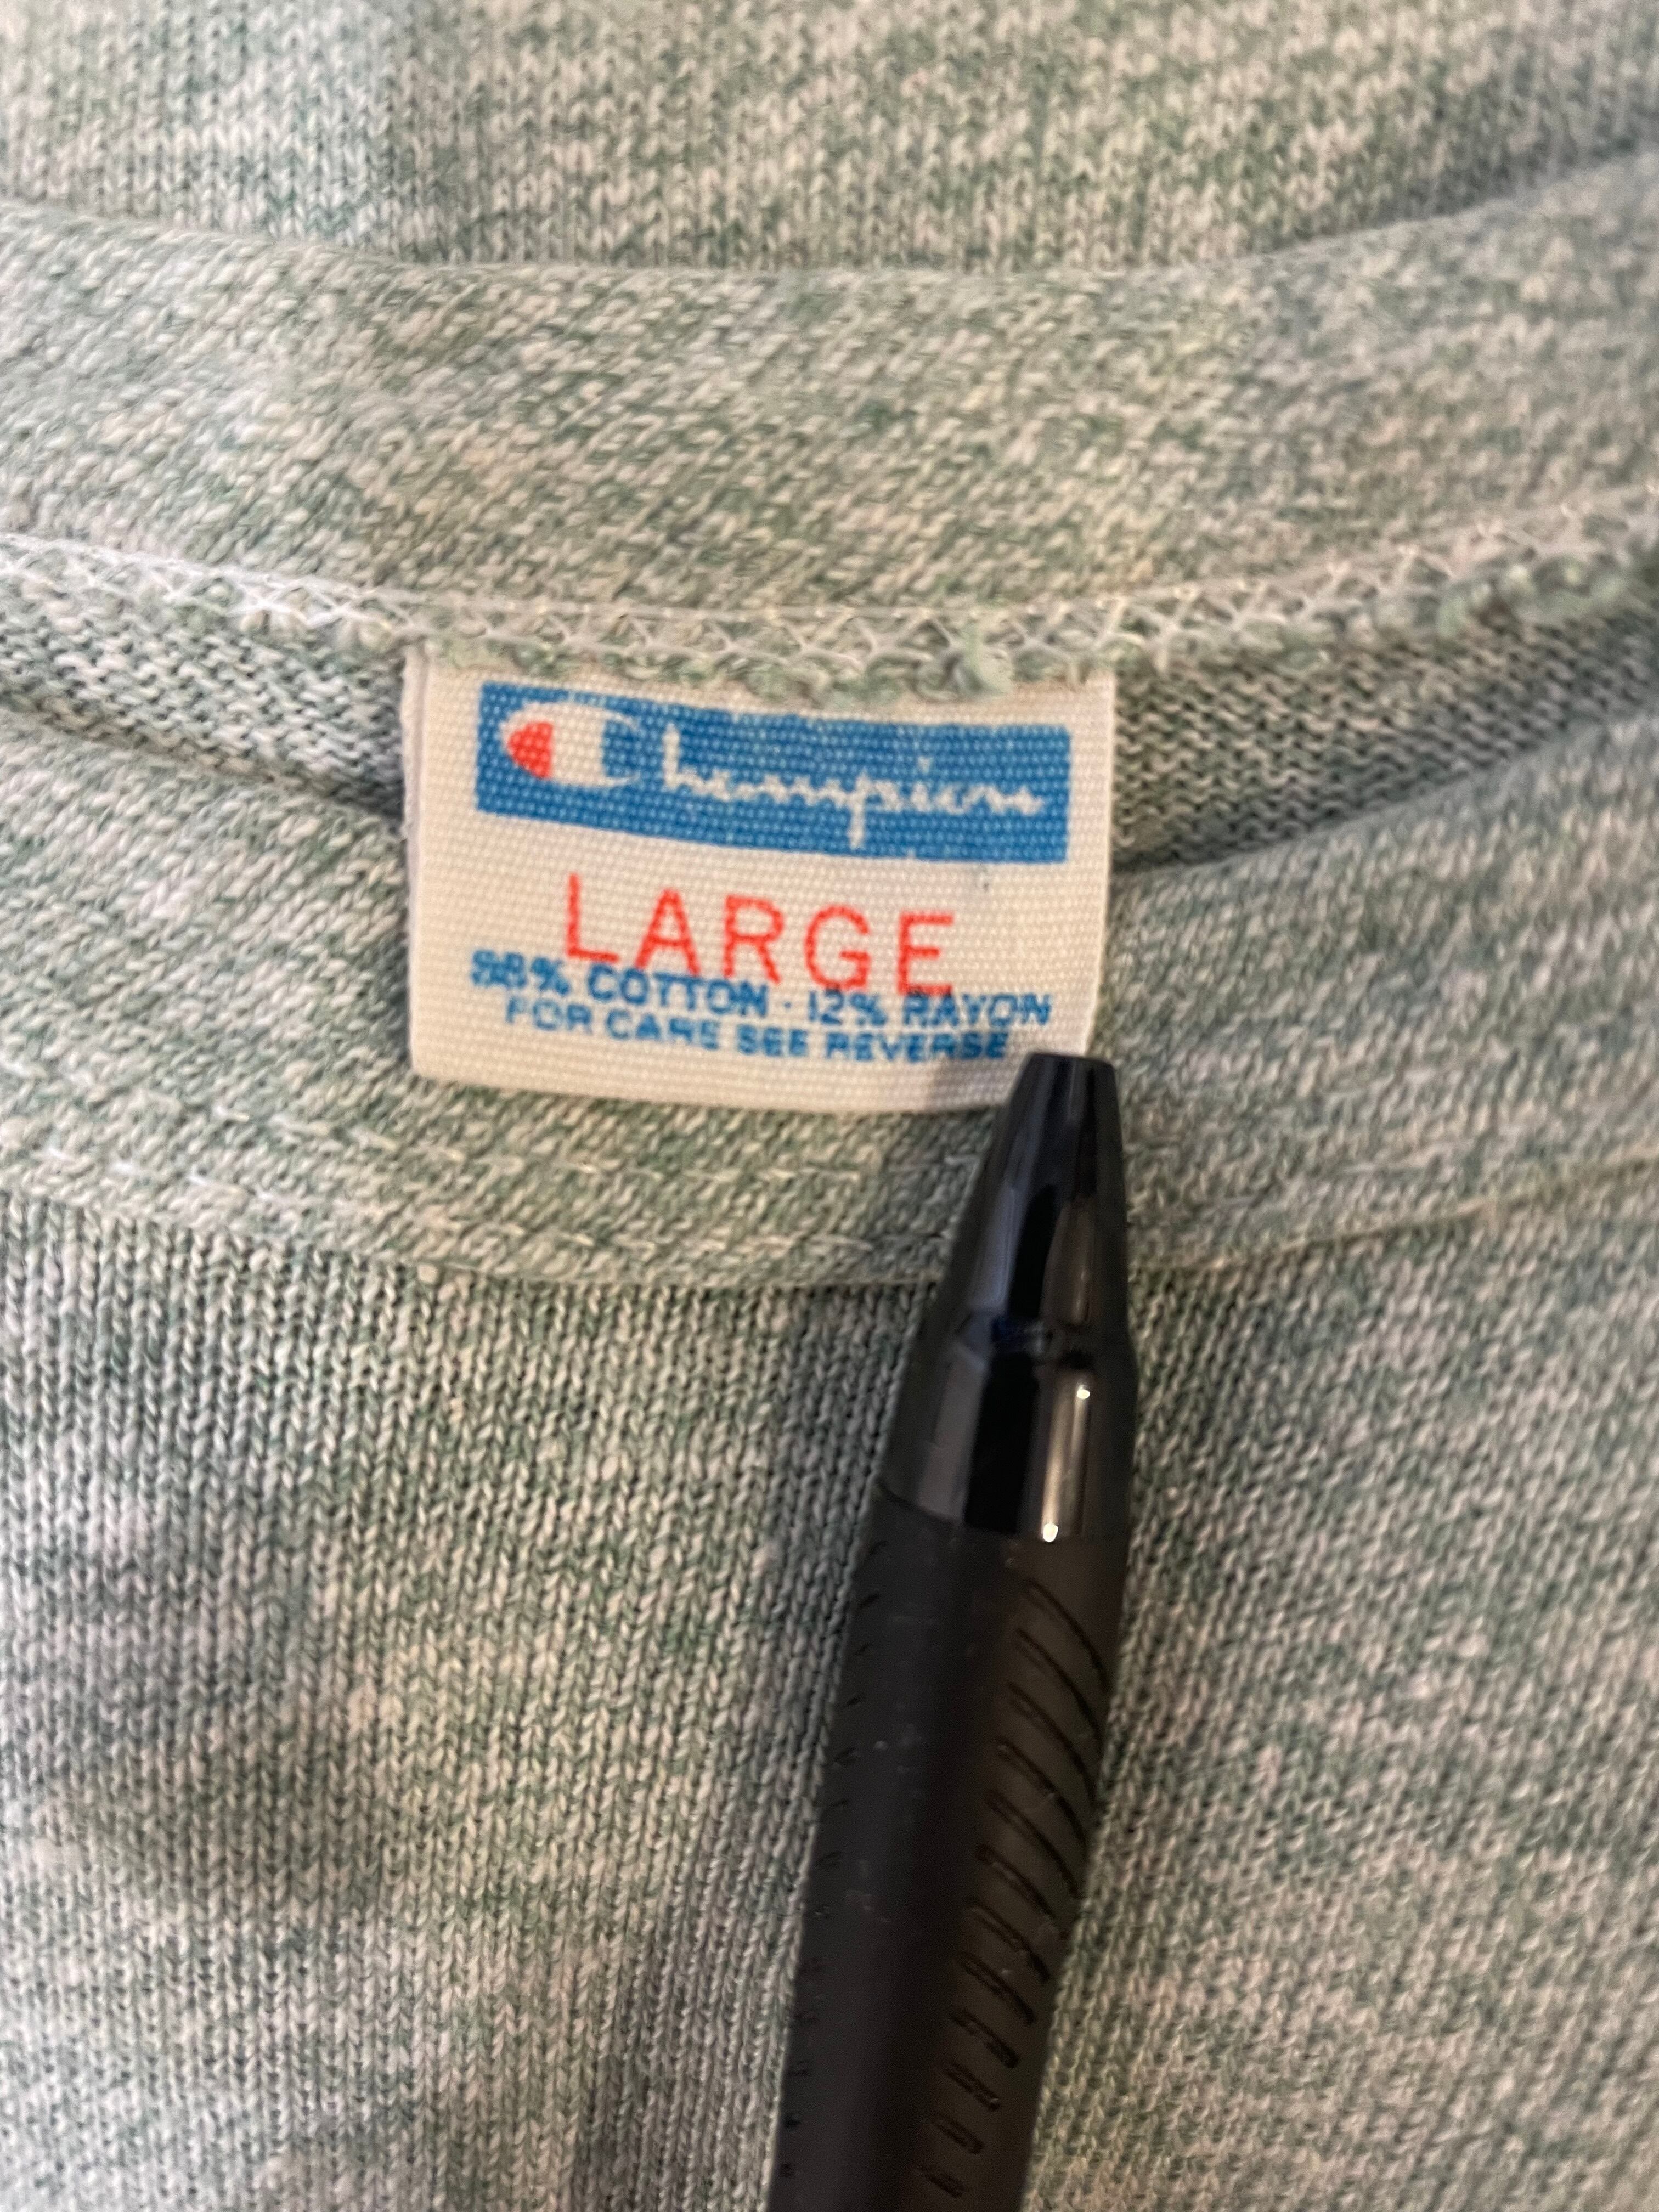 Champion
LARGE
88% COTTON · 12% RAYON
FOR CARE SEE REVERSE